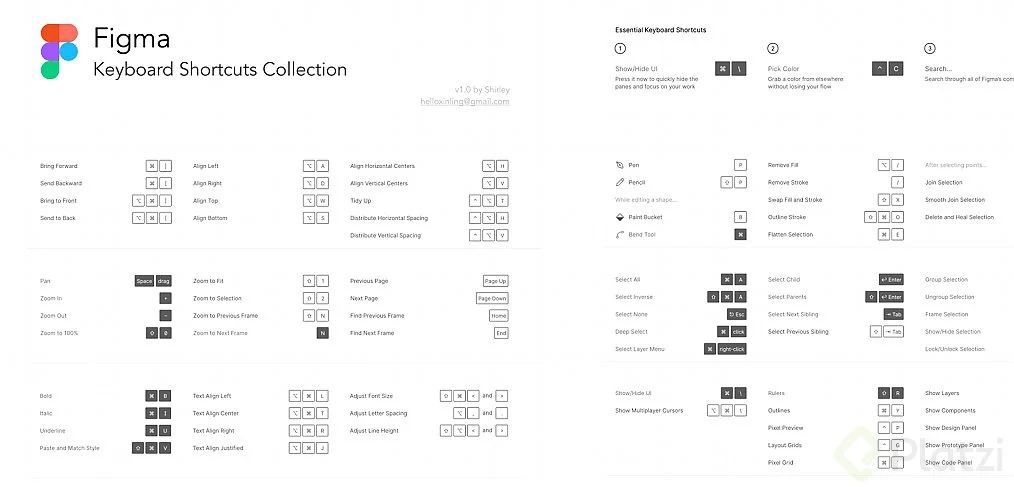 Figma
Keyboard Shortcuts Collection
v1.0 by Shirley
helloxinling@gmail.com
Bring Forward ⌘ ]
Send Backward ⌘ [
Bring to Front ⌥ ⌘ ]
Send to Back ⌥ ⌘ [
Align Left ⌥ A
Align Right ⌥ D
Align Top ⌥ W
Align Bottom ⌥ S
Align Horizontal Centers ⌥ H
Align Vertical Centers ⌥ V
Tidy Up ⌃ ⌥ T
Distribute Horizontal Spacing ⌃ ⌥ H
Distribute Vertical Spacing ⌃ ⌥ V
Pan Space drag
Zoom In +
Zoom Out -
Zoom to 100% ⇧ 0
Zoom to Fit ⇧ 1
Zoom to Selection ⇧ 2
Zoom to Previous Frame ⇧ N
Zoom to Next Frame N
Previous Page Page Up
Next Page Page Down
Find Previous Frame Home
Find Next Frame End
Bold ⌘ B
Italic ⌘ I
Underline ⌘ U
Paste and Match Style ⇧ ⌘ V
Text Align Left ⌥ ⌘ L
Text Align Center ⌥ ⌘ T
Text Align Right ⌥ ⌘ R
Text Align Justified ⌥ ⌘ J
Adjust Font Size ⇧ ⌘ < and >
Adjust Letter Spacing ⌥ , and .
Adjust Line Height ⇧ ⌥ < and >
Essential Keyboard Shortcuts
1
Show/Hide UI ⌘ \
Press it now to quickly hide the
panes and focus on your work
2
Pick Color ⌃ C
Grab a color from elsewhere
without losing your flow
3
Search...
Search through all of Figma's com
Pen P
Pencil ⇧ P
While editing a shape...
Paint Bucket B
Bend Tool ⌘
Remove Fill ⌥ /
Remove Stroke /
Swap Fill and Stroke ⇧ X
Outline Stroke ⇧ ⌘ O
Flatten Selection ⌘ E
After selecting points...
Join Selection
Smooth Join Selection
Delete and Heal Selection
Select All ⌘ A
Select Inverse ⇧ ⌘ A
Select None Esc
Deep Select ⌘ click
Select Layer Menu ⌘ right-click
Select Child Enter
Select Parents ⇧ Enter
Select Next Sibling Tab
Select Previous Sibling ⇧ Tab
Group Selection
Ungroup Selection
Frame Selection
Show/Hide Selection
Lock/Unlock Selection
Show/Hide UI ⌘ \
Show Multiplayer Cursors ⌥ ⌘ \
Rulers ⇧ R
Outlines ⌘ Y
Pixel Preview ⌃ P
Layout Grids ⌃ G
Pixel Grid ⌘ '
Show Layers
Show Components
Show Design Panel
Show Prototype Panel
Show Code Panel
Platzi